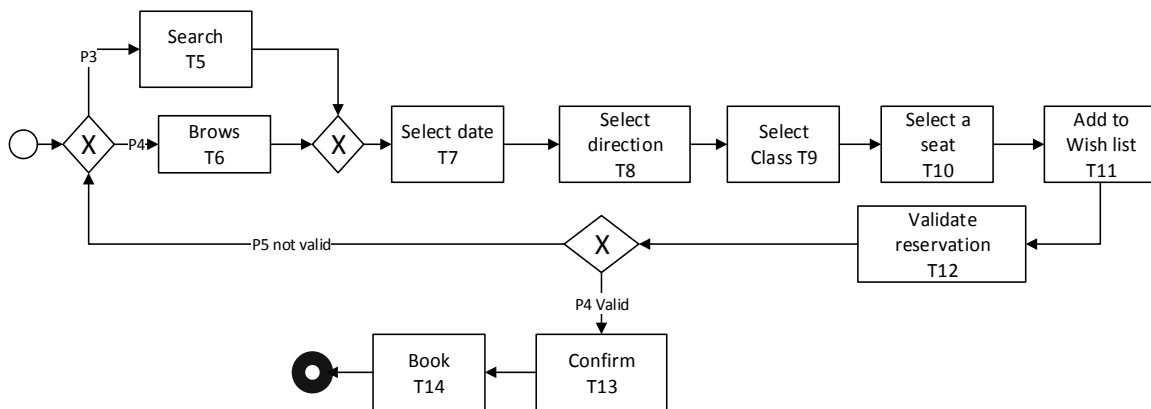 P3
Search
T5
X
P4
Brows
T6
X
Select date
T7
Select
direction
T8
Select
Class T9
Select a
seat
T10
Add to
Wish list
T11
P5 not valid
X
Validate
reservation
T12
P4 Valid
Book
T14
Confirm
T13